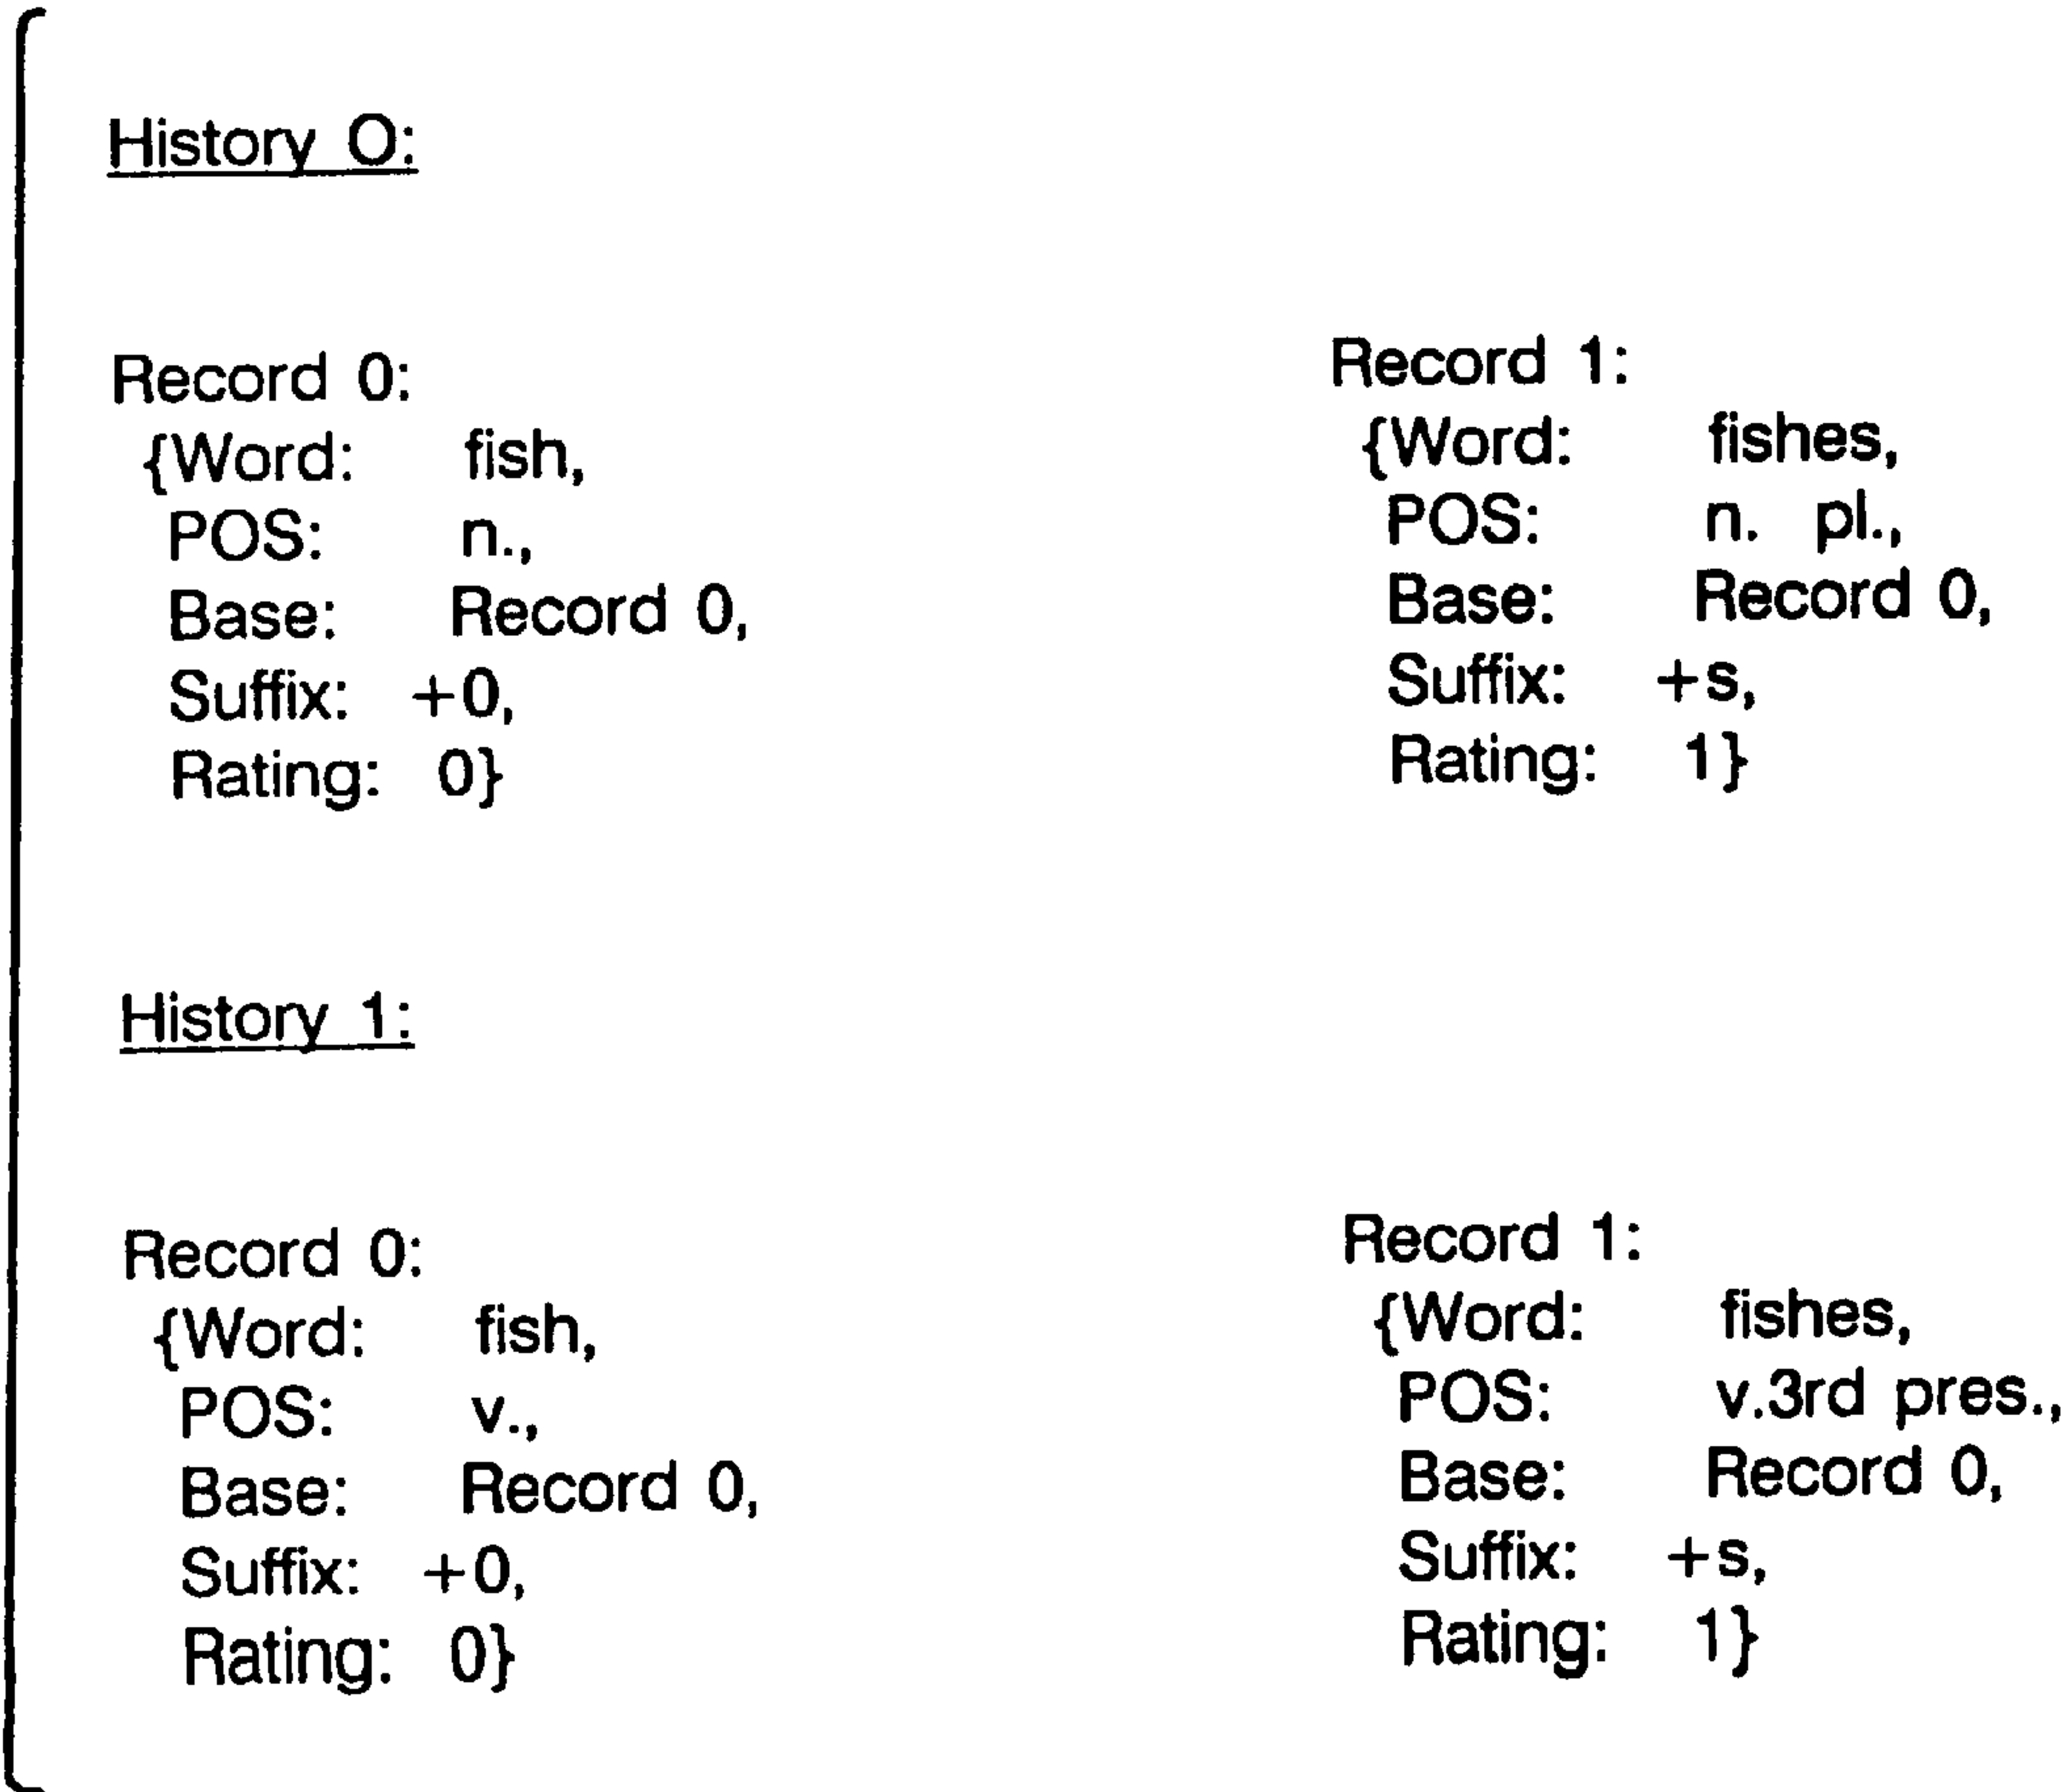 History O:
Record 0:
{Word: fish,
POS: n.,
Base: Record 0,
Suffix: +0,
Rating: 0}
Record 1:
{Word: fishes,
POS: n. pl.,
Base: Record 0,
Suffix: +s,
Rating: 1}
History 1:
Record 0:
{Word: fish,
POS: v.,
Base: Record 0,
Suffix: +0,
Rating: 0}
Record 1:
{Word: fishes,
POS: v.3rd pres.,
Base: Record 0,
Suffix: +s,
Rating: 1}